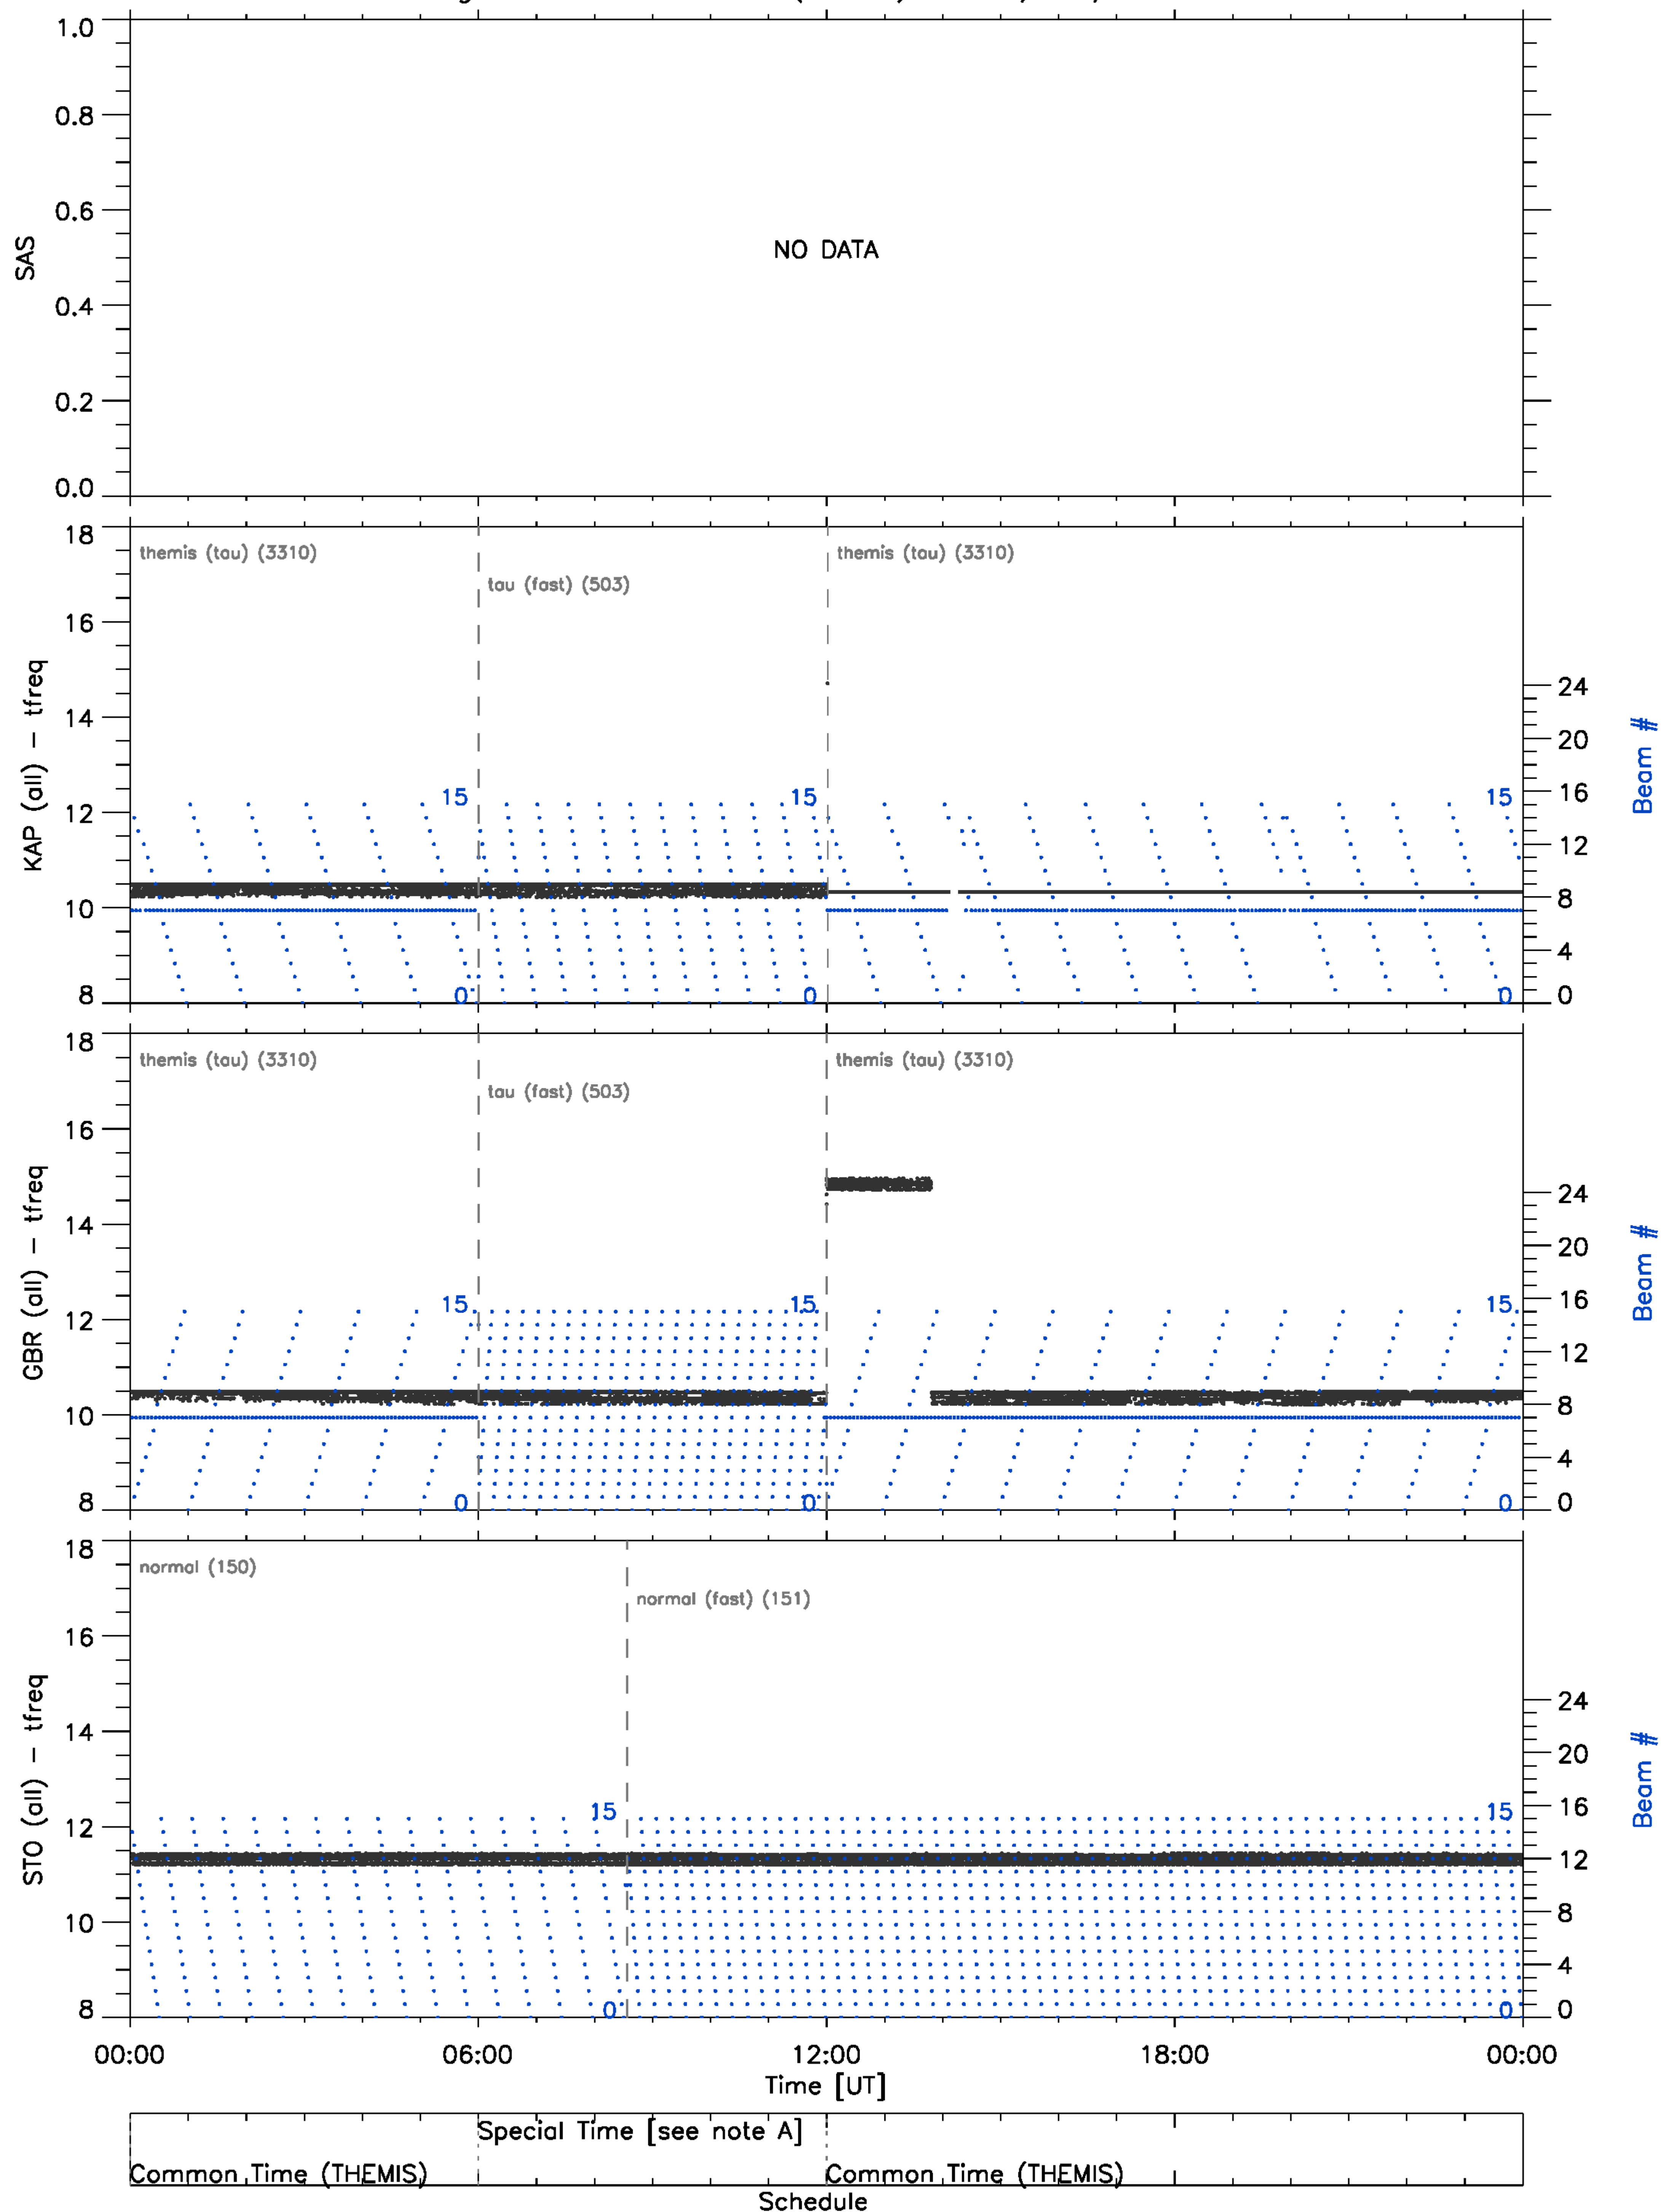 1.0
0.8
0.6
0.4
0.2
0.0
SAS
NO DATA
18
16
14
12
10
8
KAP (all) – tfreq
themis (tau) (3310)
tau (fast) (503)
themis (tau) (3310)
15
15
15
0
0
0
24
20
16
12
8
4
0
Beam #
18
16
14
12
10
8
GBR (all) – tfreq
themis (tau) (3310)
tau (fast) (503)
themis (tau) (3310)
15
15
15
0
0
0
24
20
16
12
8
4
0
Beam #
18
16
14
12
10
8
STO (all) – tfreq
normal (150)
normal (fast) (151)
15
15
0
0
24
20
16
12
8
4
0
Beam #
00:00 06:00 12:00 18:00 00:00
Time [UT]
Special Time [see note A]
Common Time (THEMIS) Common Time (THEMIS)
Schedule